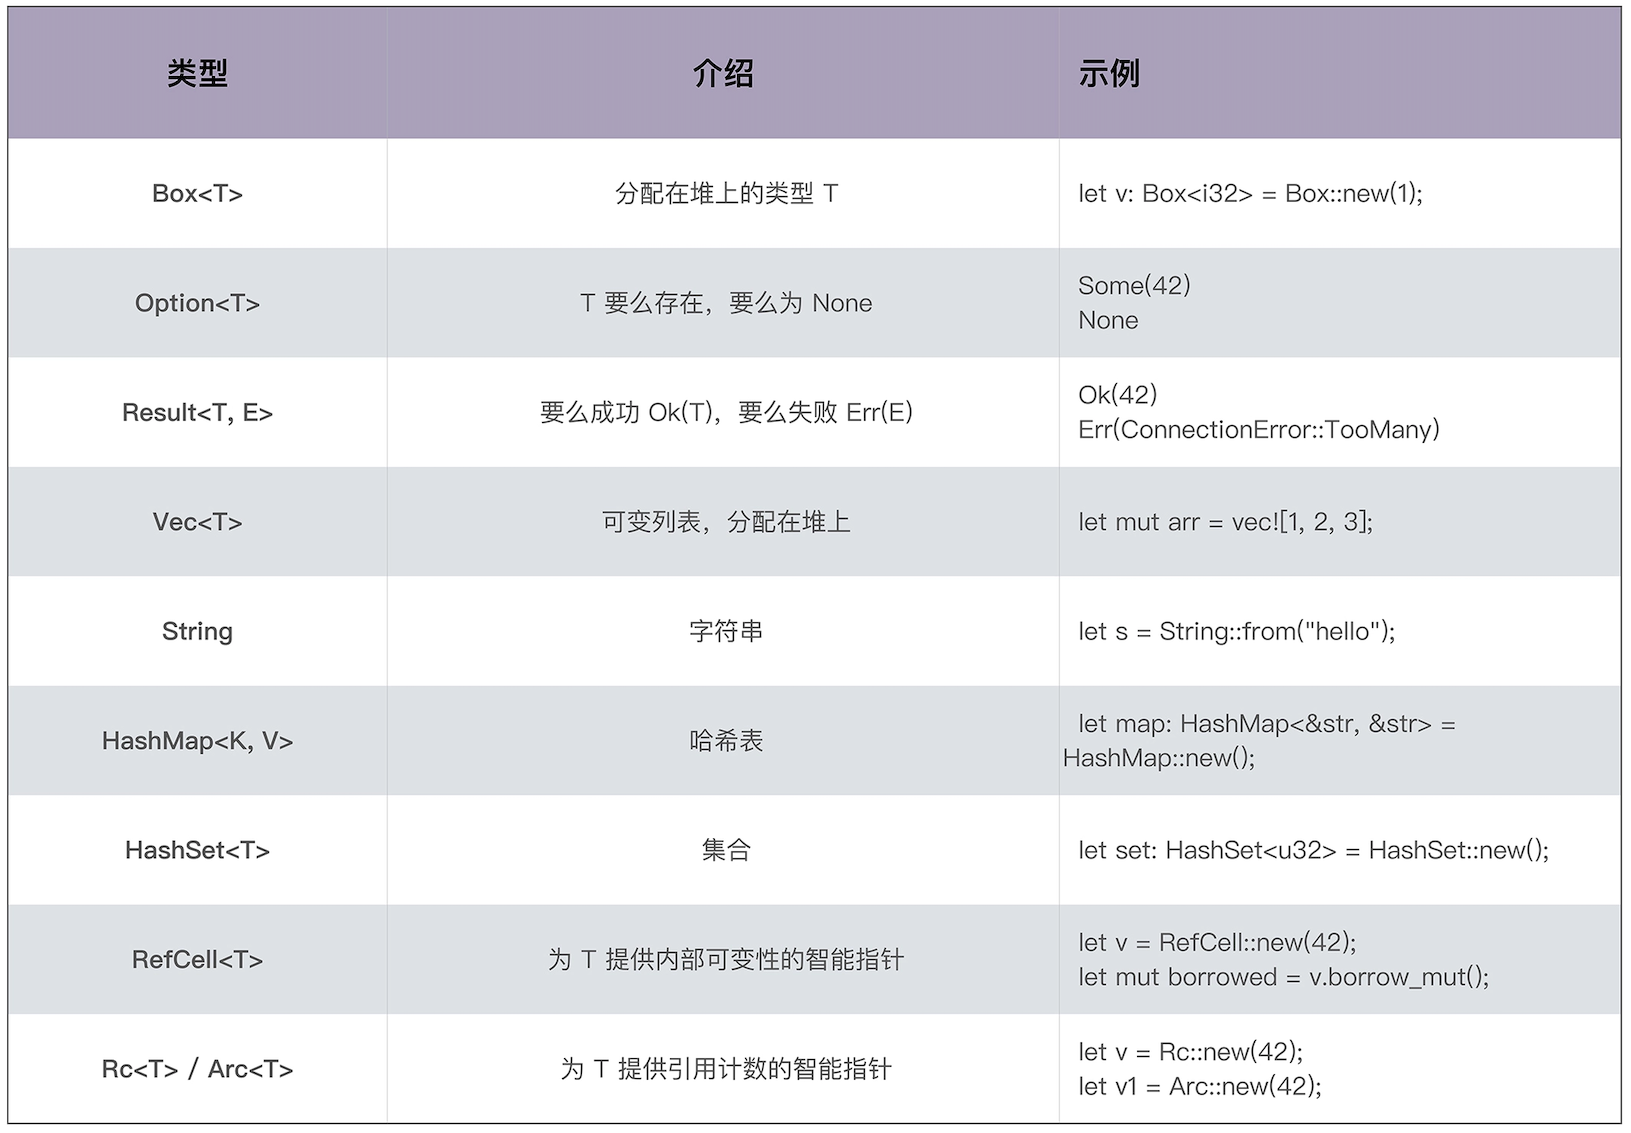 类型
介绍
示例
Box<T>
分配在堆上的类型 T
let v: Box<i32> = Box::new(1);
Option<T>
T 要么存在，要么为 None
Some(42)
None
Result<T, E>
要么成功 Ok(T)，要么失败 Err(E)
Ok(42)
Err(ConnectionError::TooMany)
Vec<T>
可变列表，分配在堆上
let mut arr = vec![1, 2, 3];
String
字符串
let s = String::from("hello");
HashMap<K, V>
哈希表
let map: HashMap<&str, &str> =
HashMap::new();
HashSet<T>
集合
let set: HashSet<u32> = HashSet::new();
RefCell<T>
为 T 提供内部可变性的智能指针
let v = RefCell::new(42);
let mut borrowed = v.borrow_mut();
Rc<T> / Arc<T>
为 T 提供引用计数的智能指针
let v = Rc::new(42);
let v1 = Arc::new(42);